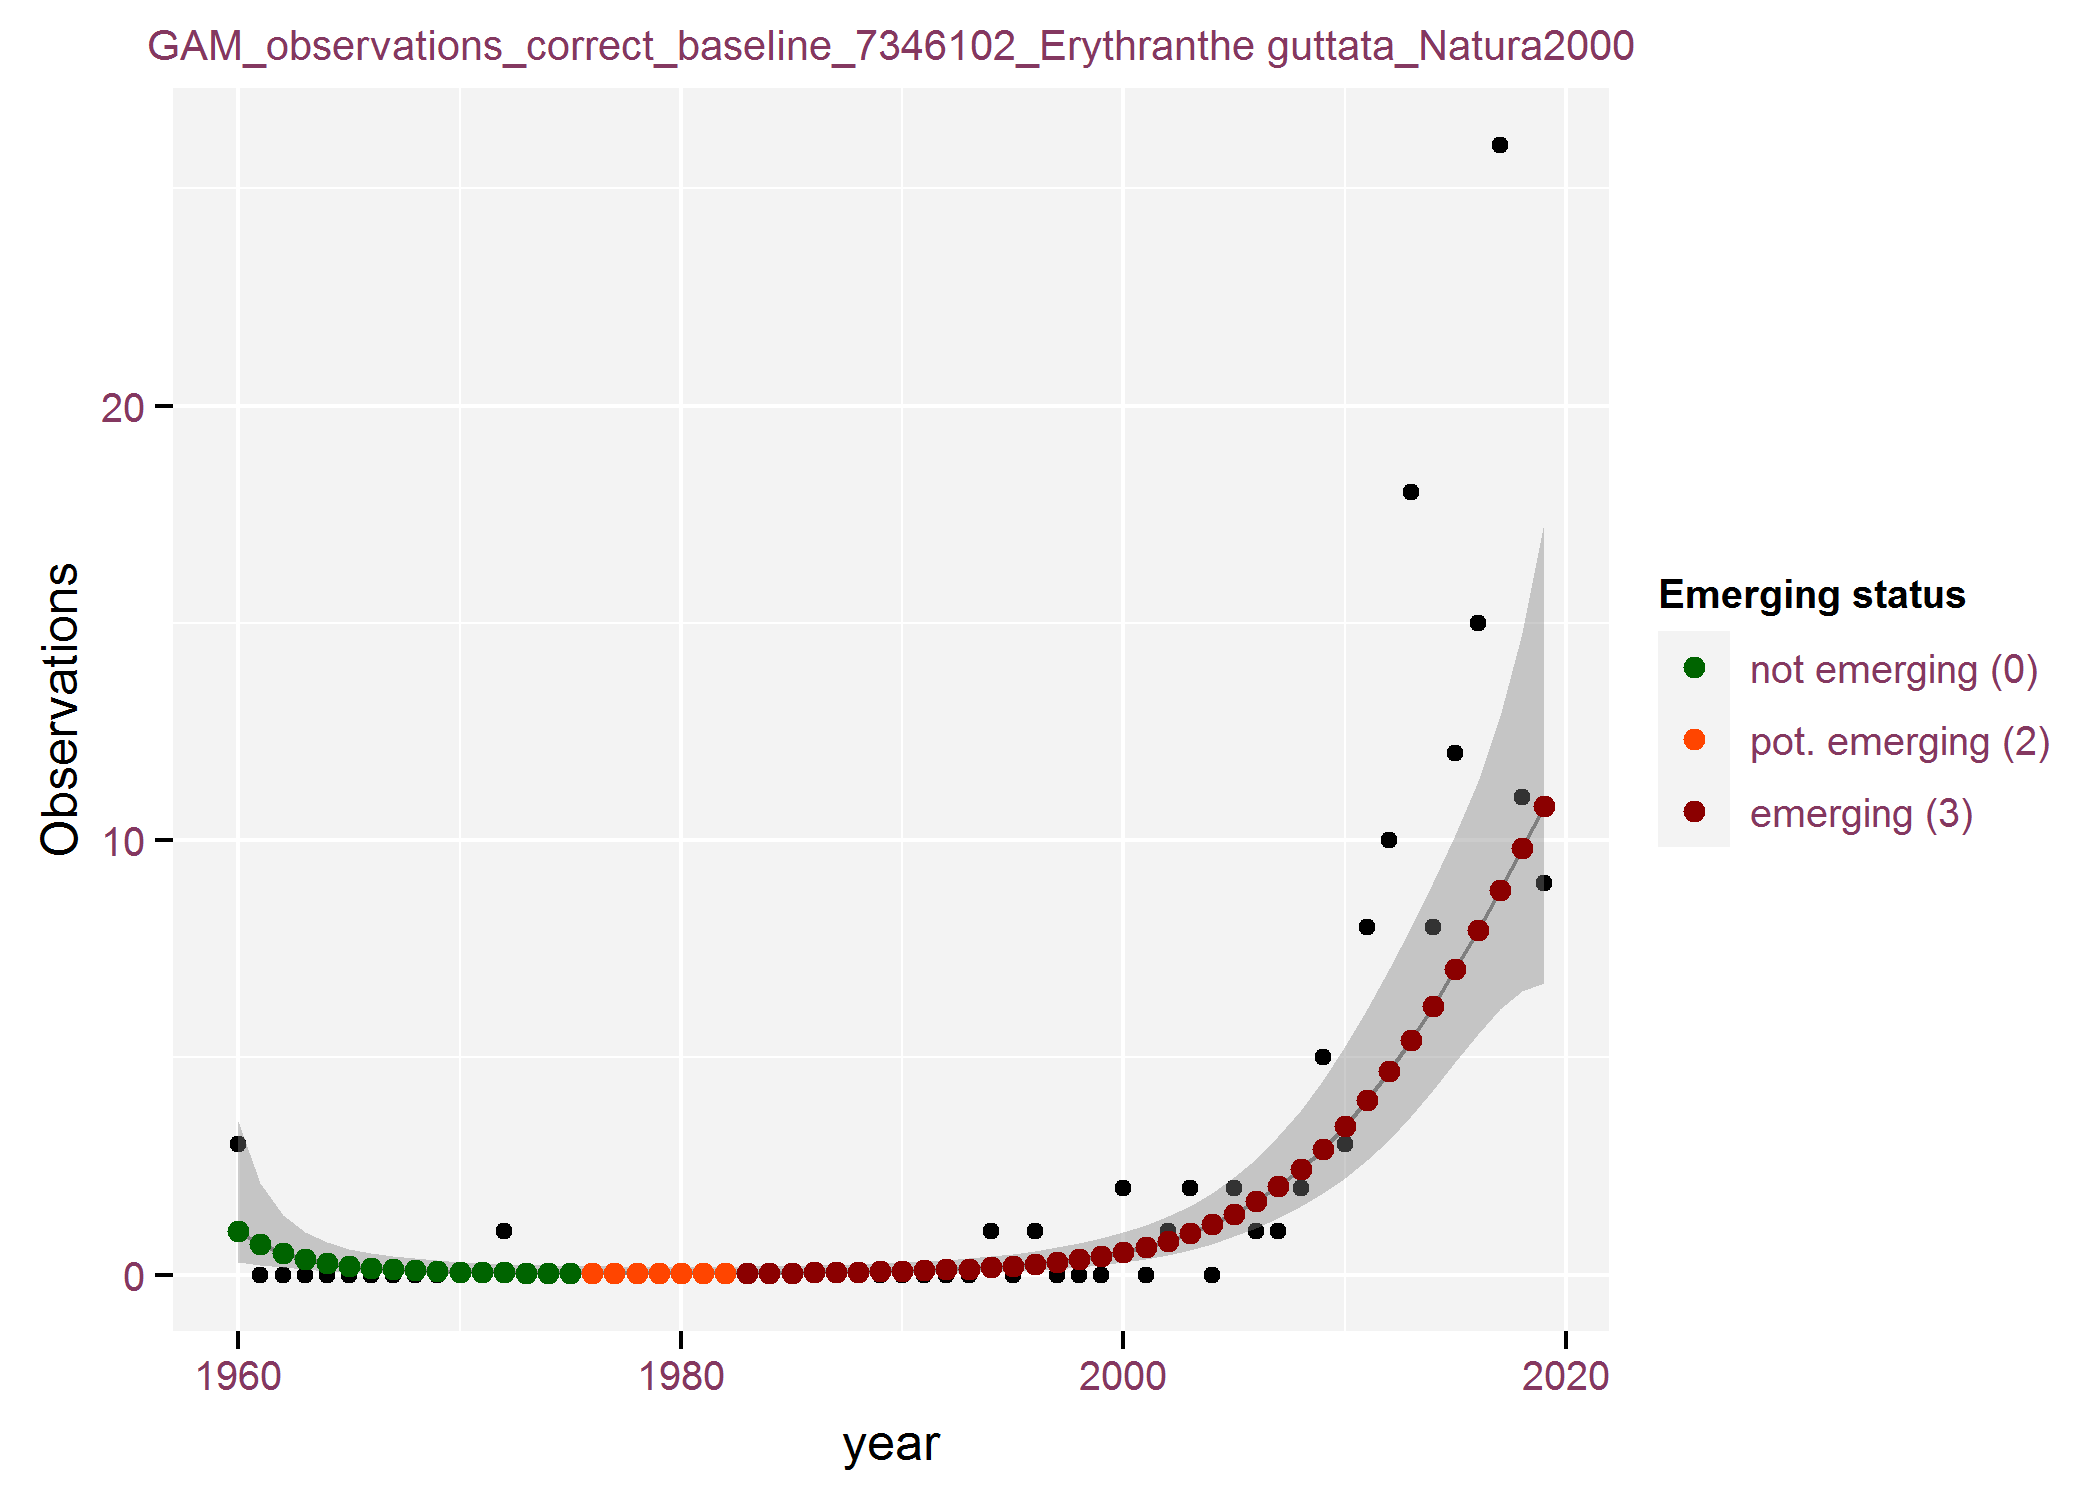 GAM_observations_correct_baseline_7346102_Erythranthe guttata_Natura2000
Observations
20
10
0
1960
1980
2000
2020
year
Emerging status
not emerging (0)
pot. emerging (2)
emerging (3)